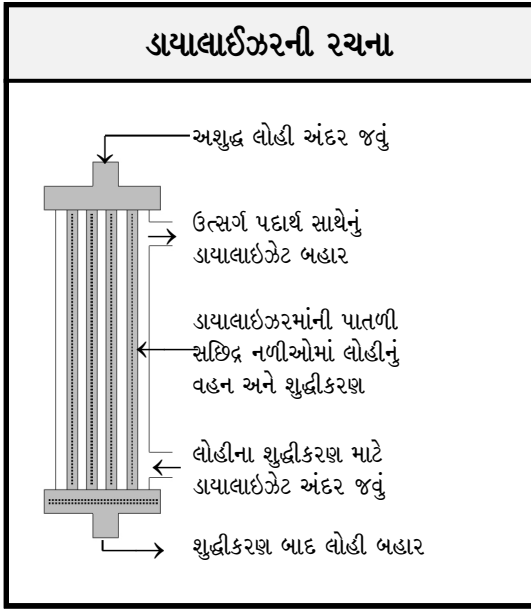 ડાયાલાઈઝરની રચના
અશુદ્ધ લોહી અંદર જવું
ઉત્સર્ગ પદાર્થ સાથેનું
ડાયાલાઇઝેટ બહાર
ડાયાલાઇઝરમાંની પાતળી
સછિદ્ર નળીઓમાં લોહીનું
વહન અને શુદ્ધીકરણ
લોહીના શુદ્ધીકરણ માટે
ડાયાલાઇઝેટ અંદર જવું
શુદ્ધીકરણ બાદ લોહી બહાર